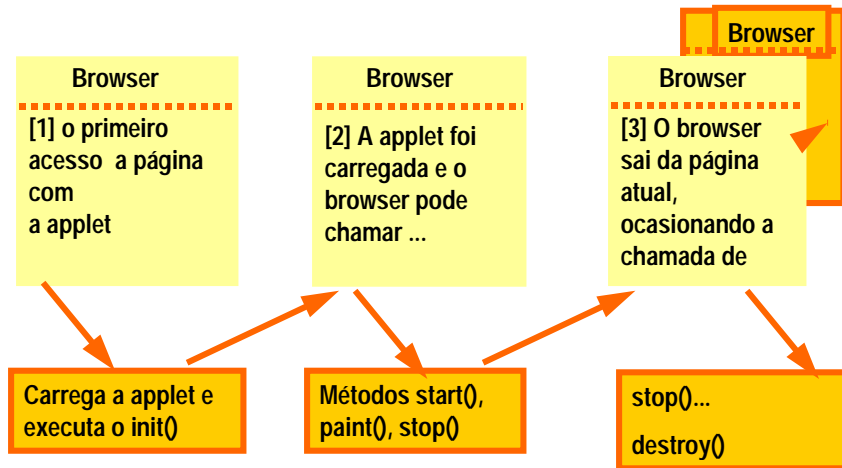 Browser
Browser
[1] o primeiro
acesso a página
com
a applet
Browser
[2] A applet foi
carregada e o
browser pode
chamar ...
Browser
[3] O browser
sai da página
atual,
ocasionando a
chamada de
Carrega a applet e
executa o init()
Métodos start(),
paint(), stop()
stop()...
destroy()